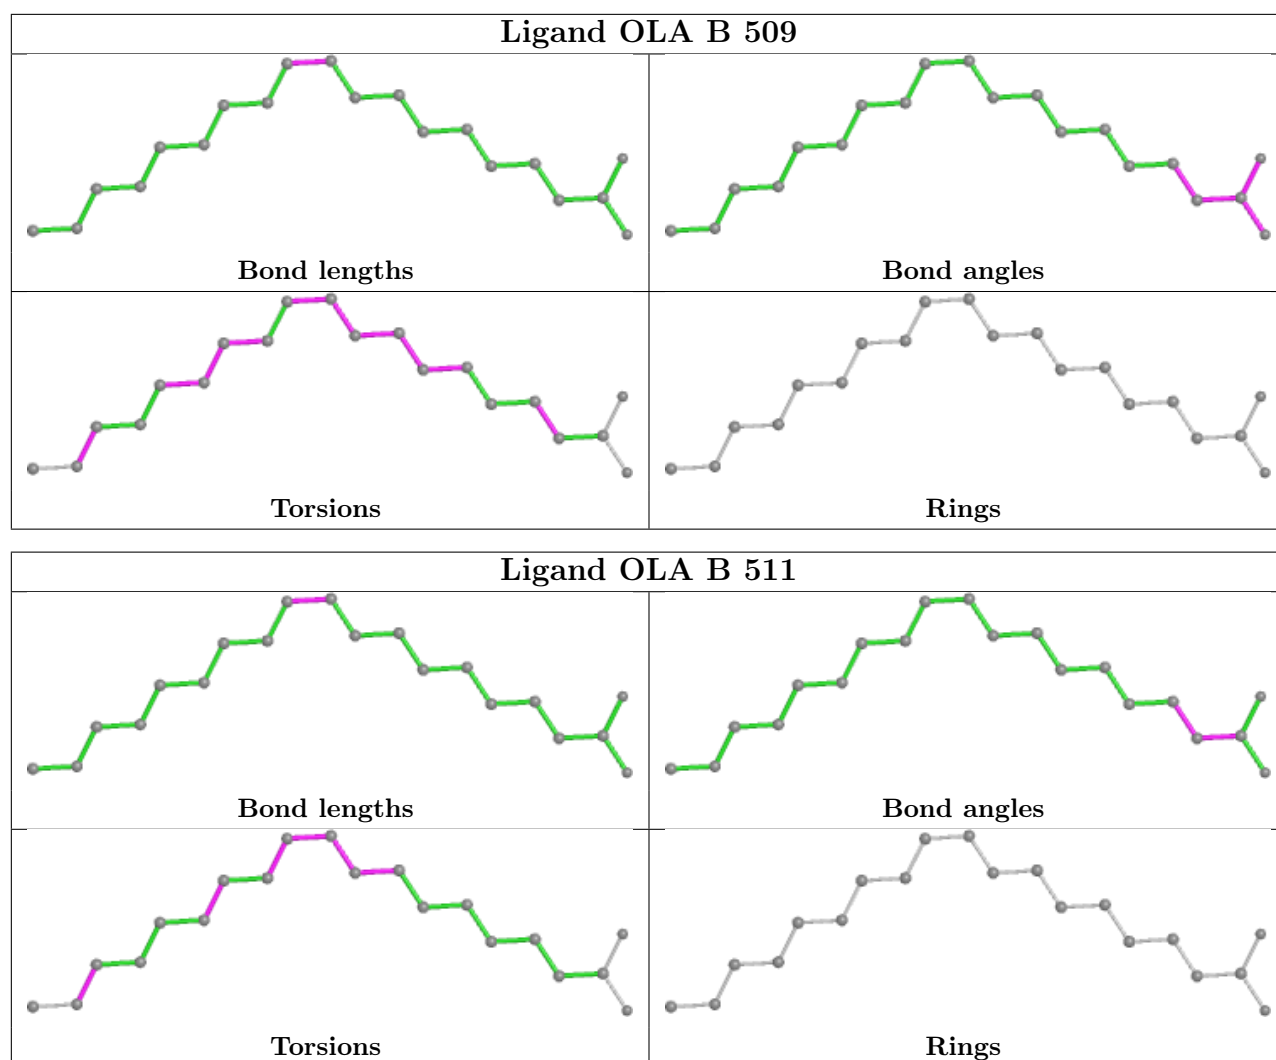 Ligand OLA B 509
Bond lengths
Bond angles
Torsions
Rings
Ligand OLA B 511
Bond lengths
Bond angles
Torsions
Rings